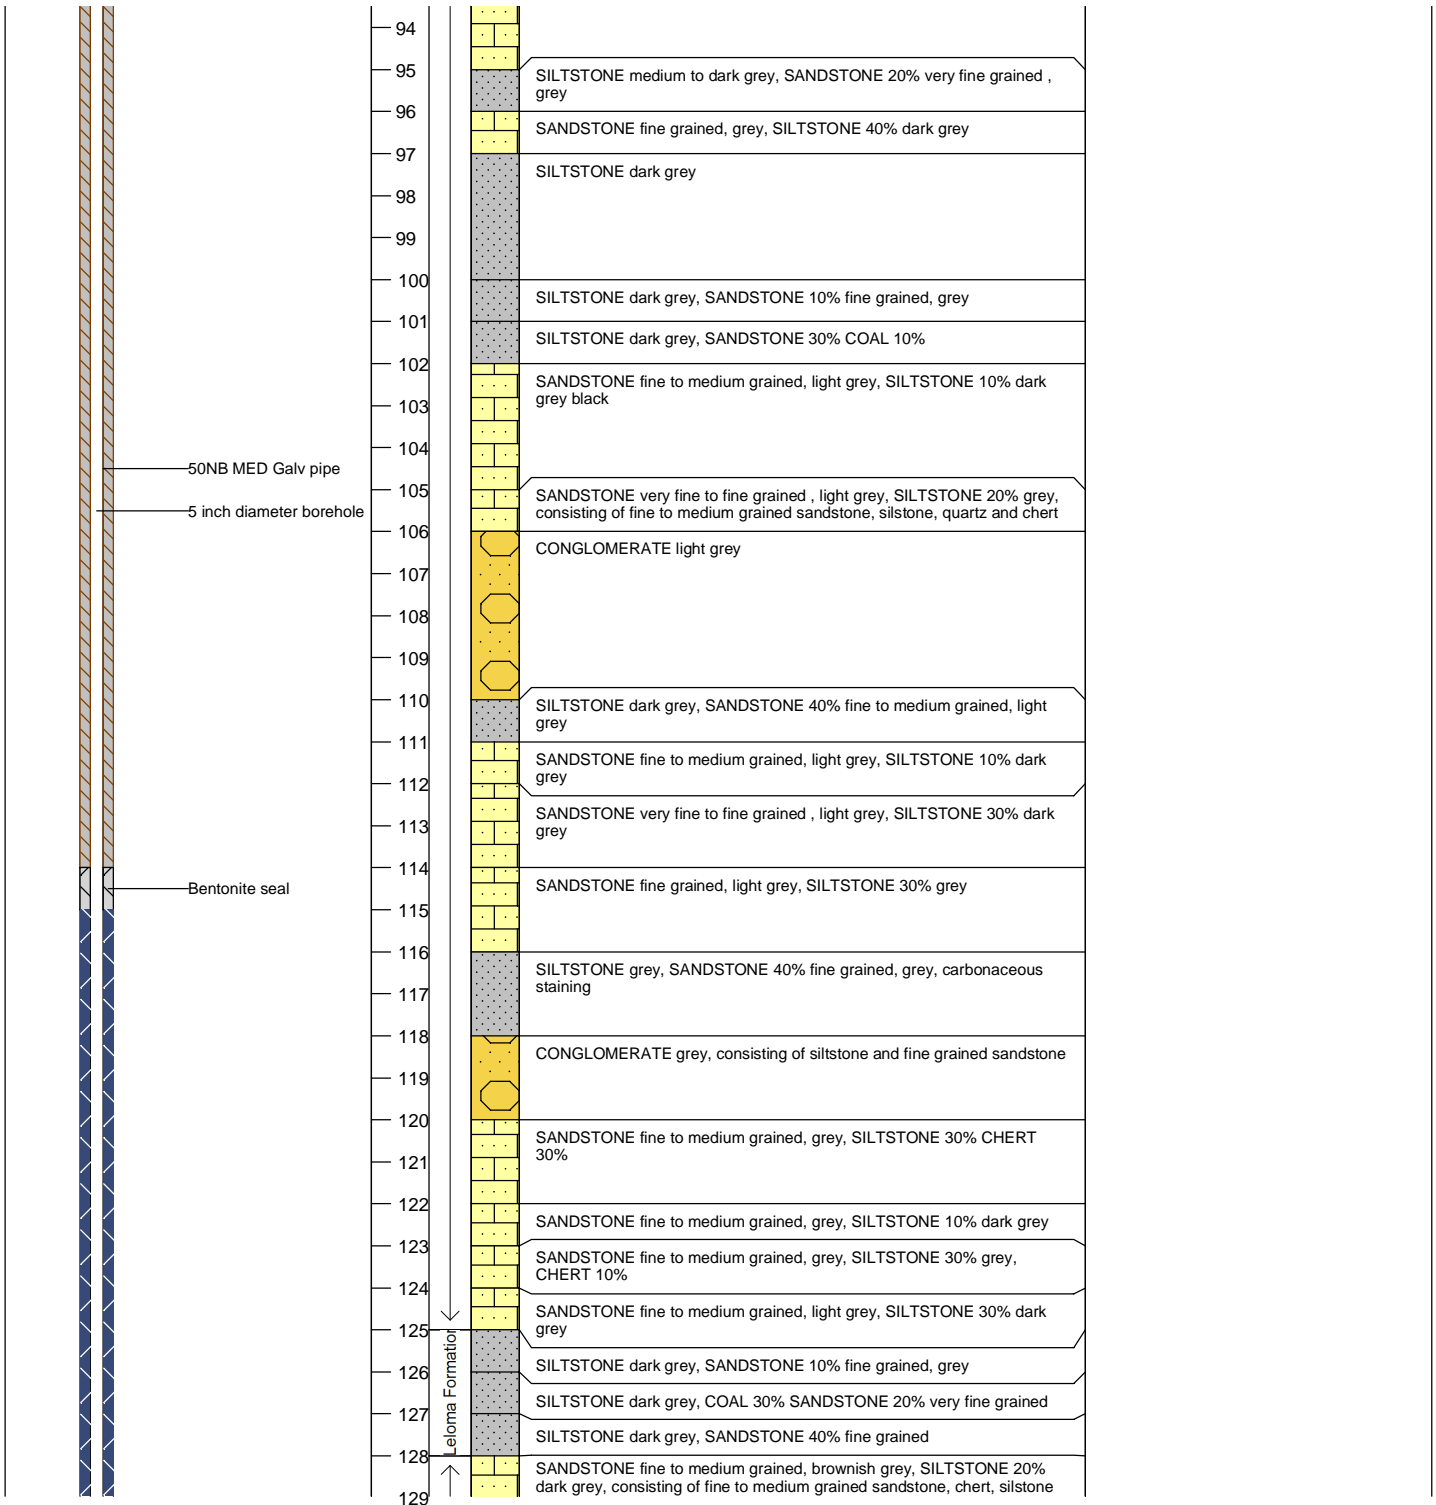 94
95
SILTSTONE medium to dark grey, SANDSTONE 20% very fine grained ,
grey
96
SANDSTONE fine grained, grey, SILTSTONE 40% dark grey
97
SILTSTONE dark grey
98
99
100
SILTSTONE dark grey, SANDSTONE 10% fine grained, grey
101
SILTSTONE dark grey, SANDSTONE 30% COAL 10%
102
SANDSTONE fine to medium grained, light grey, SILTSTONE 10% dark
grey black
103
104
50NB MED Galv pipe
105
SANDSTONE very fine to fine grained , light grey, SILTSTONE 20% grey,
consisting of fine to medium grained sandstone, silstone, quartz and chert
5 inch diameter borehole
106
CONGLOMERATE light grey
107
108
109
110
SILTSTONE dark grey, SANDSTONE 40% fine to medium grained, light
grey
111
SANDSTONE fine to medium grained, light grey, SILTSTONE 10% dark
grey
112
SANDSTONE very fine to fine grained , light grey, SILTSTONE 30% dark
grey
113
114
Bentonite seal
SANDSTONE fine grained, light grey, SILTSTONE 30% grey
115
116
SILTSTONE grey, SANDSTONE 40% fine grained, grey, carbonaceous
staining
117
118
CONGLOMERATE grey, consisting of siltstone and fine grained sandstone
119
120
SANDSTONE fine to medium grained, grey, SILTSTONE 30% CHERT
30%
121
122
SANDSTONE fine to medium grained, grey, SILTSTONE 10% dark grey
123
SANDSTONE fine to medium grained, grey, SILTSTONE 30% grey,
CHERT 10%
124
SANDSTONE fine to medium grained, light grey, SILTSTONE 30% dark
grey
125
Leloma Formation
SILTSTONE dark grey, SANDSTONE 10% fine grained, grey
126
SILTSTONE dark grey, COAL 30% SANDSTONE 20% very fine grained
127
SILTSTONE dark grey, SANDSTONE 40% fine grained
128
SANDSTONE fine to medium grained, brownish grey, SILTSTONE 20%
dark grey, consisting of fine to medium grained sandstone, chert, silstone
129